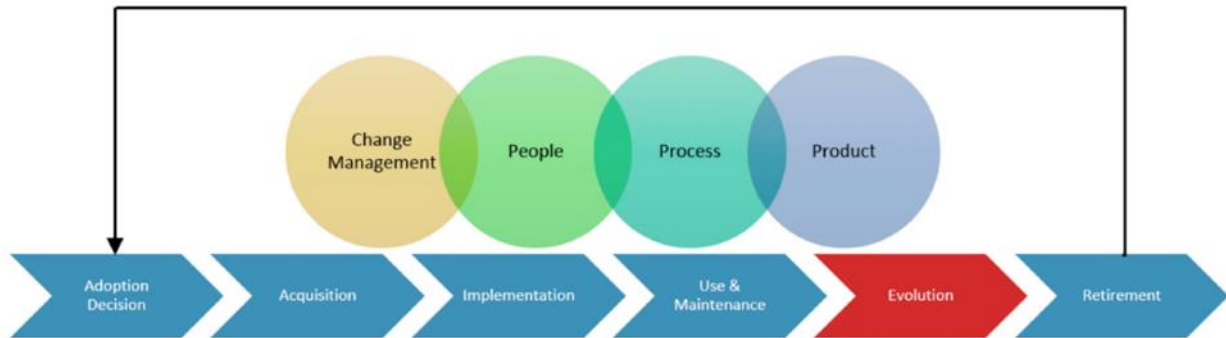 Change
Management
People
Process
Product
Adoption
Decision
Acquisition
Implementation
Use &
Maintenance
Evolution
Retirement